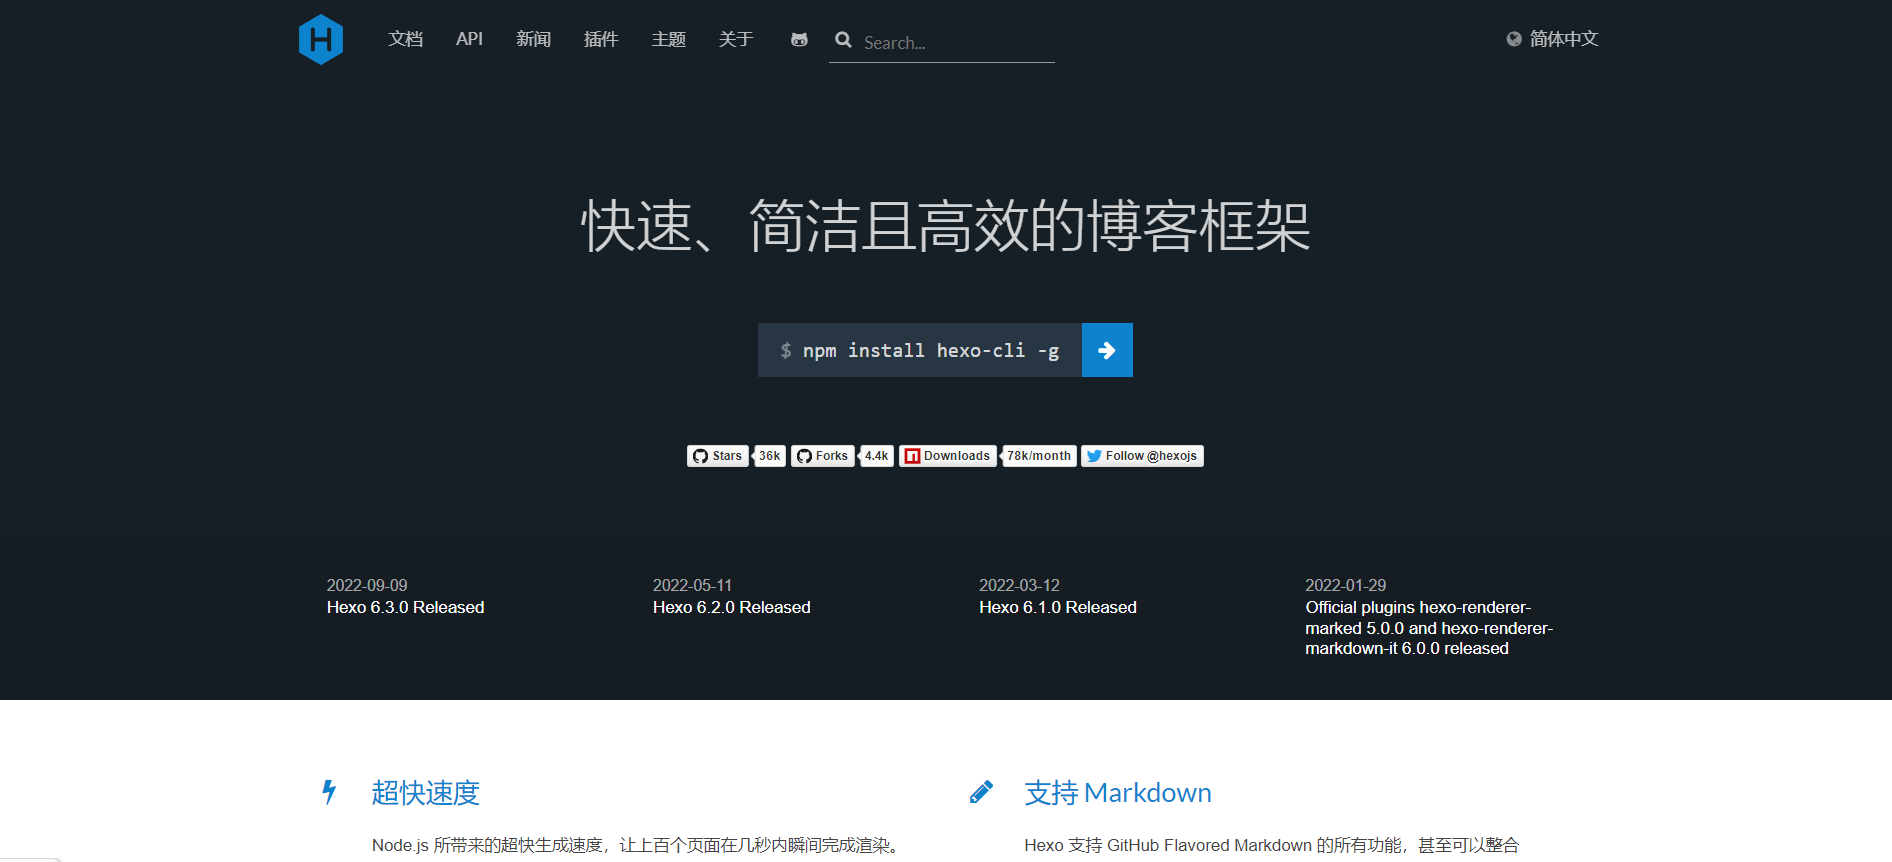 H 文档 API 新闻 插件 主题 关于 Search... 简体中文
快速、简洁且高效的博客框架
$ npm install hexo-cli -g
Stars 36k Forks 4.4k Downloads 78k/month Follow @hexojs
2022-09-09
Hexo 6.3.0 Released
2022-05-11
Hexo 6.2.0 Released
2022-03-12
Hexo 6.1.0 Released
2022-01-29
Official plugins hexo-renderer-
marked 5.0.0 and hexo-renderer-
markdown-it 6.0.0 released
超快速度
Node.js 所带来的超快生成速度，让上百个页面在几秒内瞬间完成渲染。
支持 Markdown
Hexo 支持 GitHub Flavored Markdown 的所有功能，甚至可以整合